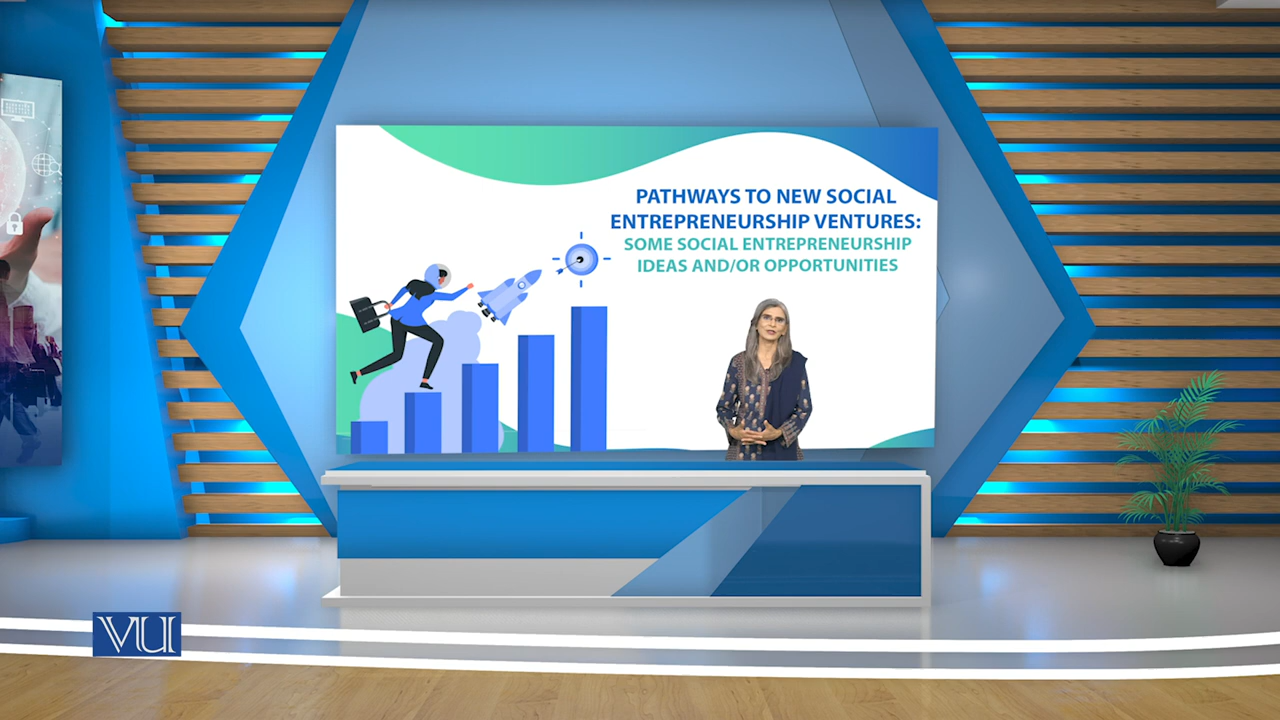 PATHWAYS TO NEW SOCIAL
ENTREPRENEURSHIP VENTURES:
SOME SOCIAL ENTREPRENEURSHIP
IDEAS AND/OR OPPORTUNITIES
VU